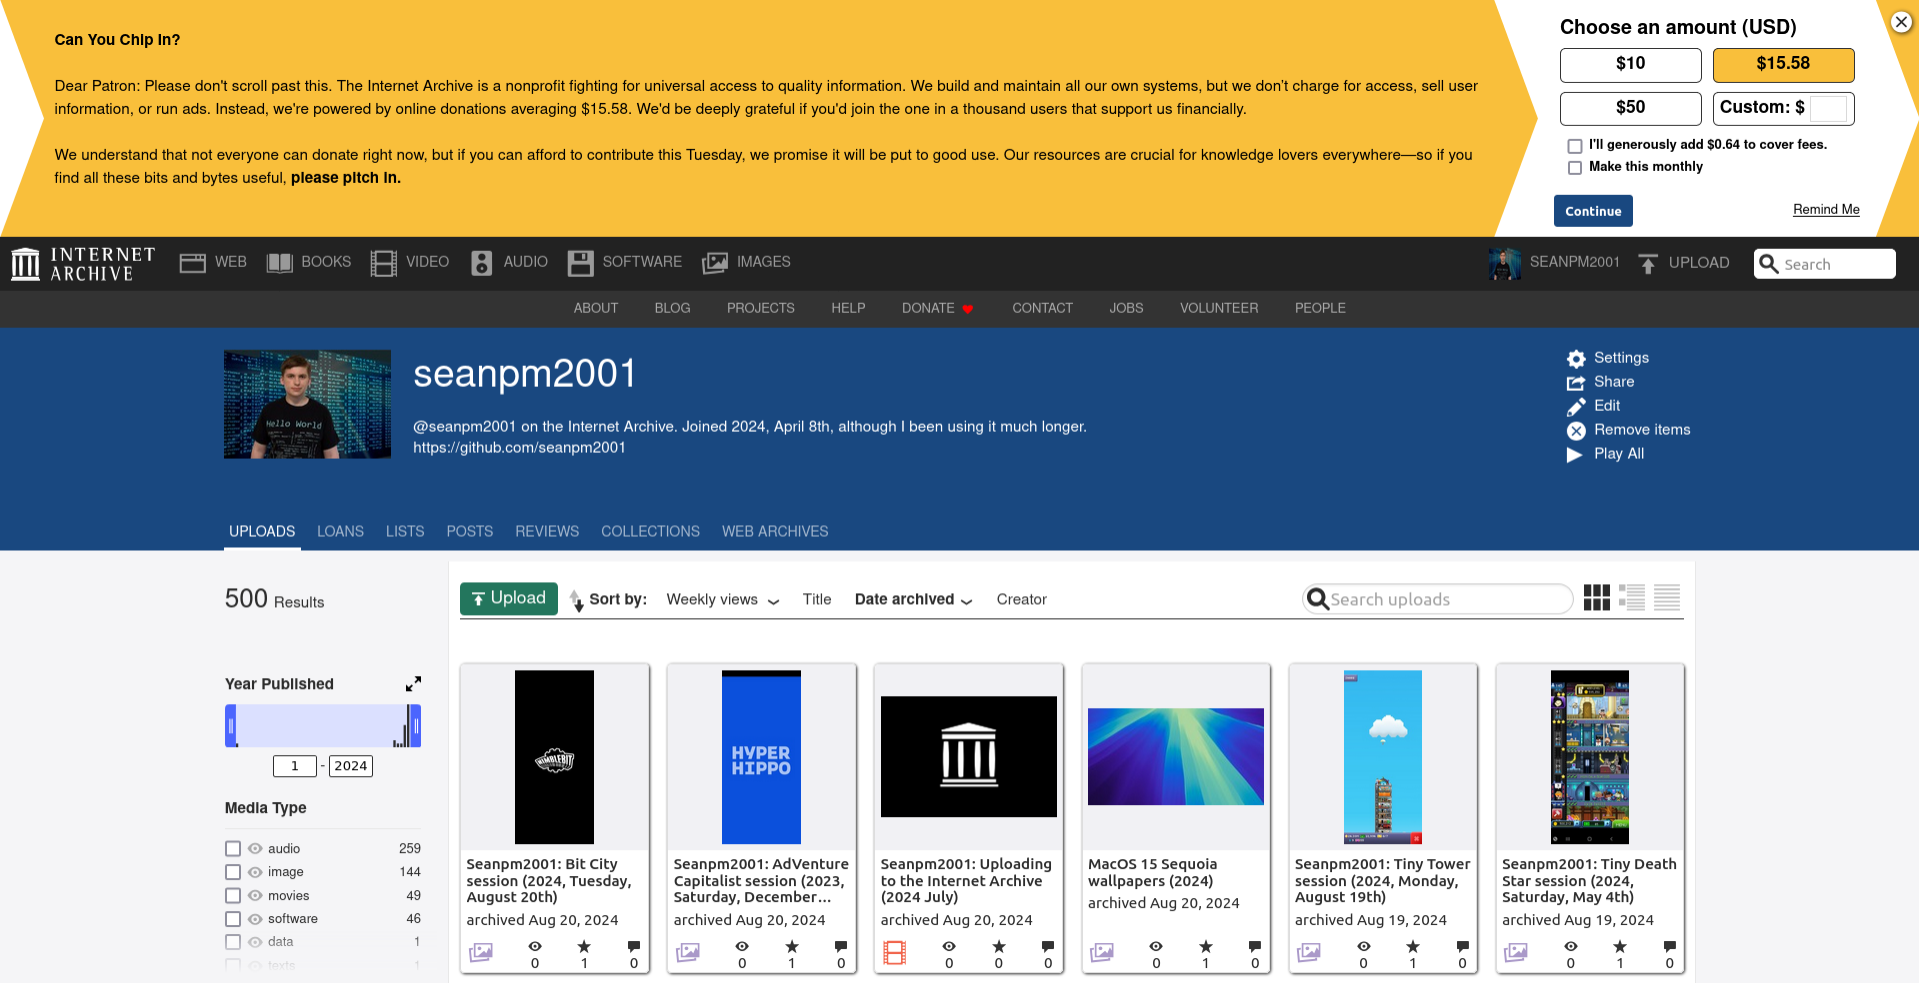 Can You Chip In?
Dear Patron: Please don't scroll past this. The Internet Archive is a nonprofit fighting for universal access to quality information. We build and maintain all our own systems, but we don't charge for access, sell user
information, or run ads. Instead, we're powered by online donations averaging $15.58. We'd be deeply grateful if you'd join the one in a thousand users that support us financially.
We understand that not everyone can donate right now, but if you can afford to contribute this Tuesday, we promise it will be put to good use. Our resources are crucial for knowledge lovers everywhere—so if you
find all these bits and bytes useful, please pitch in.
Choose an amount (USD)
$10 $15.58
$50 Custom: $
I'll generously add $0.64 to cover fees.
Make this monthly
Continue Remind Me
INTERNET
ARCHIVE
WEB BOOKS VIDEO AUDIO SOFTWARE IMAGES SEANPM2001 UPLOAD Search
ABOUT BLOG PROJECTS HELP DONATE CONTACT JOBS VOLUNTEER PEOPLE
Hello World
seanpm2001
@seanpm2001 on the Internet Archive. Joined 2024, April 8th, although I been using it much longer.
https://github.com/seanpm2001
Settings
Share
Edit
Remove items
Play All
UPLOADS LOANS LISTS POSTS REVIEWS COLLECTIONS WEB ARCHIVES
500 Results
Year Published
1 - 2024
Media Type
audio 259
image 144
movies 49
software 46
data 1
texts 1
Upload Sort by: Weekly views Title Date archived Creator Search uploads
NIMBLEBIT
Seanpm2001: Bit City
session (2024, Tuesday,
August 20th)
archived Aug 20, 2024
0 1 0
HYPER
HIPPO
Seanpm2001: AdVenture
Capitalist session (2023,
Saturday, December...
archived Aug 20, 2024
0 1 0
Seanpm2001: Uploading
to the Internet Archive
(2024 July)
archived Aug 20, 2024
0 0 0
MacOS 15 Sequoia
wallpapers (2024)
archived Aug 20, 2024
0 1 0
Seanpm2001: Tiny Tower
session (2024, Monday,
August 19th)
archived Aug 19, 2024
0 1 0
Seanpm2001: Tiny Death
Star session (2024,
Saturday, May 4th)
archived Aug 19, 2024
0 1 0